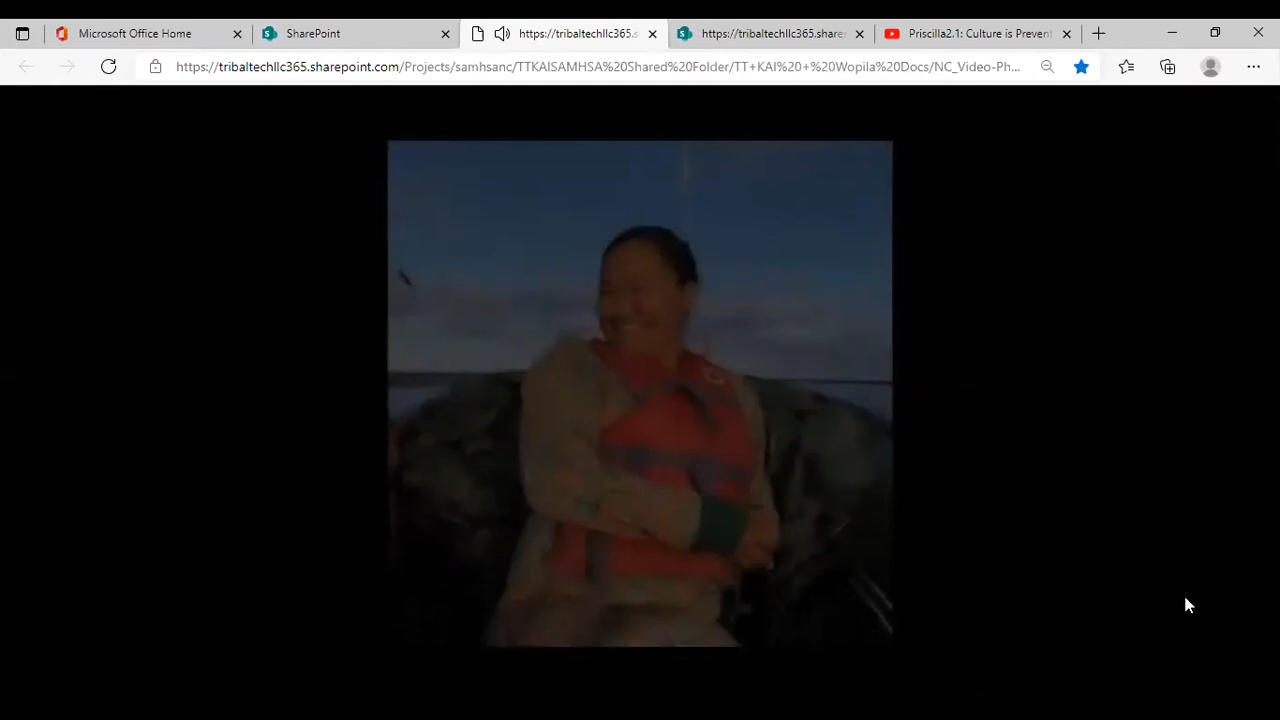 Microsoft Office Home
SharePoint
https://tribaltechllc365.s
https://tribaltechllc365.share
Priscilla2.1: Culture is Prevent
https://tribaltechllc365.sharepoint.com/Projects/samhsanc/TTKAISAMHSA%20Shared%20Folder/TT+KAI%20+%20Wopila%20Docs/NC_Video-Ph...